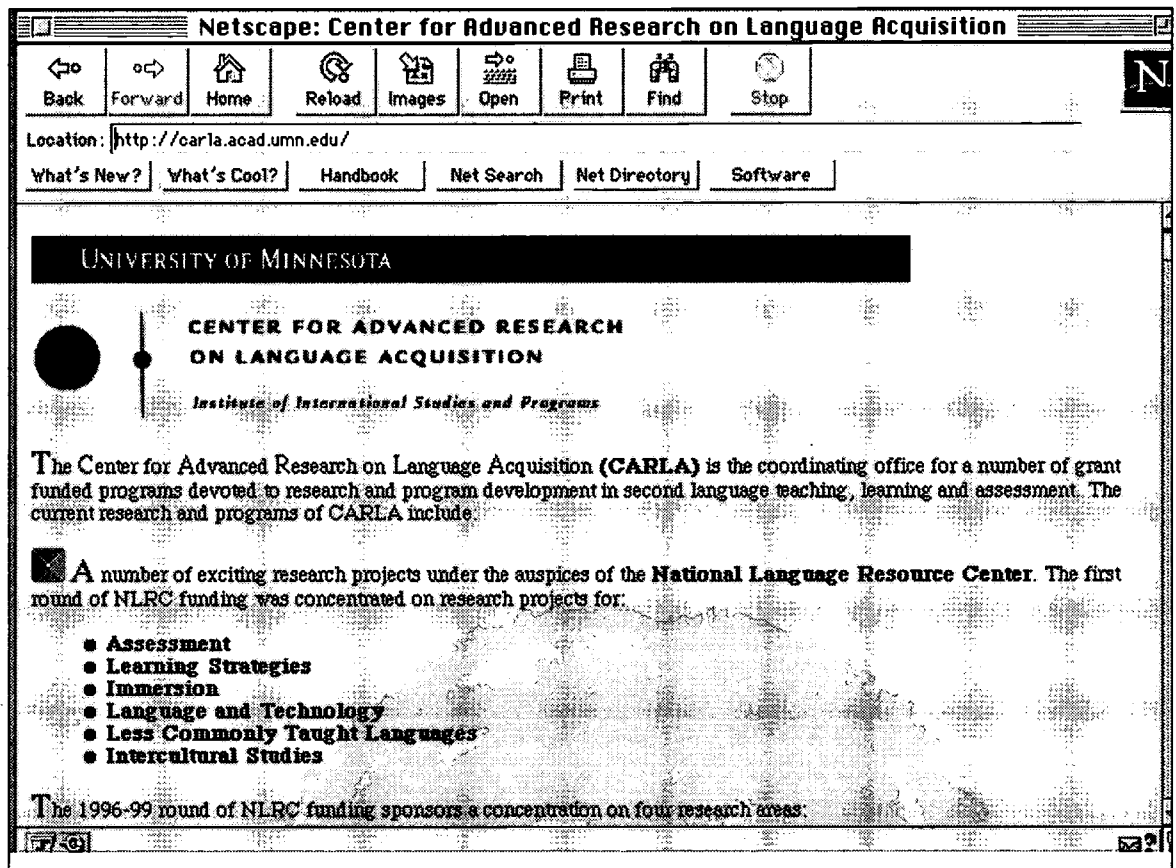 Netscape: Center for Advanced Research on Language Acquisition
Back Forward Home Reload Images Open Print Find Stop
N
Location: http://carla.acad.umn.edu/
What's New? What's Cool? Handbook Net Search Net Directory Software
UNIVERSITY OF MINNESOTA
CENTER FOR ADVANCED RESEARCH
ON LANGUAGE ACQUISITION
Institute of International Studies and Programs
The Center for Advanced Research on Language Acquisition (CARLA) is the coordinating office for a number of grant
funded programs devoted to research and program development in second language teaching, learning and assessment. The
current research and programs of CARLA include:
A number of exciting research projects under the auspices of the National Language Resource Center. The first
round of NLRC funding was concentrated on research projects for:
● Assessment
● Learning Strategies
● Immersion
● Language and Technology
● Less Commonly Taught Languages
● Intercultural Studies
The 1996-99 round of NLRC funding sponsors a concentration on four research areas:
?